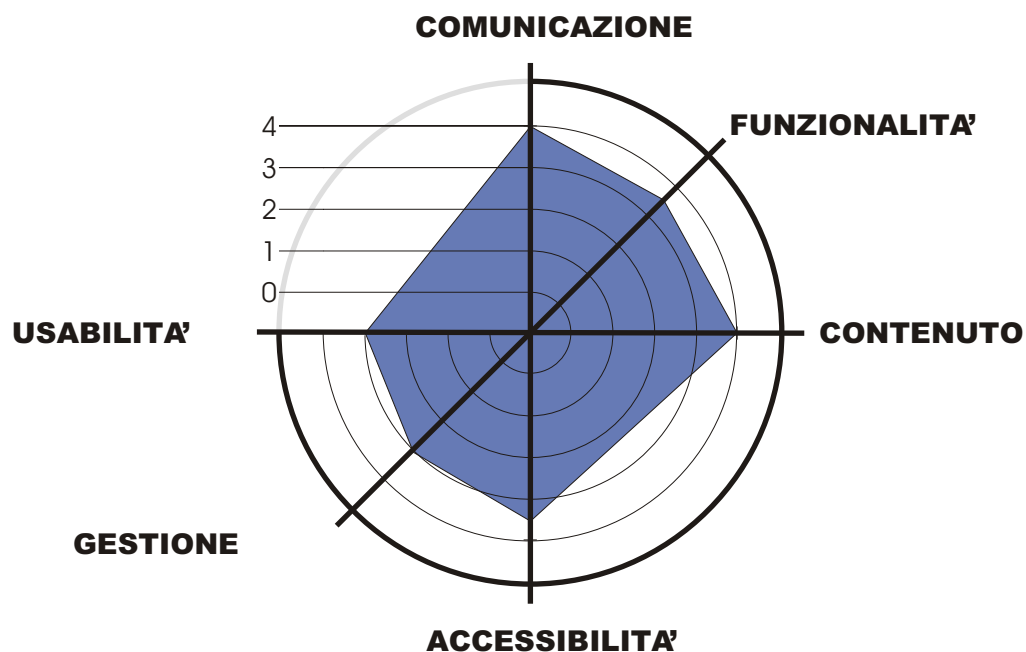 COMUNICAZIONE
FUNZIONALITA’
4
3
2
1
0
USABILITA’
CONTENUTO
GESTIONE
ACCESSIBILITA’